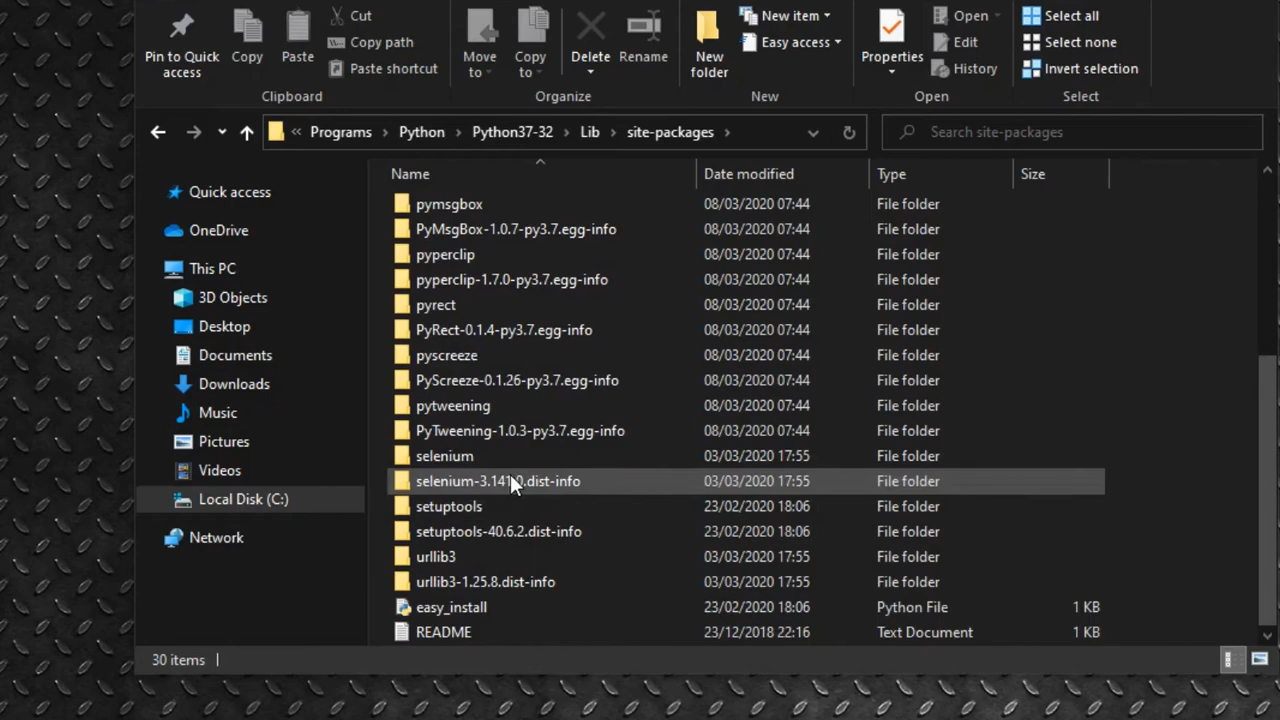 Pin to Quick access
Copy
Paste
Cut
Copy path
Paste shortcut
Clipboard
Move to
Copy to
Delete
Rename
Organize
New folder
New item
Easy access
New
Properties
Open
Edit
History
Open
Select all
Select none
Invert selection
Select
« Programs > Python > Python37-32 > Lib > site-packages >
Search site-packages
Quick access
OneDrive
This PC
3D Objects
Desktop
Documents
Downloads
Music
Pictures
Videos
Local Disk (C:)
Network
Name Date modified Type Size
pymsgbox 08/03/2020 07:44 File folder
PyMsgBox-1.0.7-py3.7.egg-info 08/03/2020 07:44 File folder
pyperclip 08/03/2020 07:44 File folder
pyperclip-1.7.0-py3.7.egg-info 08/03/2020 07:44 File folder
pyrect 08/03/2020 07:44 File folder
PyRect-0.1.4-py3.7.egg-info 08/03/2020 07:44 File folder
pyscreeze 08/03/2020 07:44 File folder
PyScreeze-0.1.26-py3.7.egg-info 08/03/2020 07:44 File folder
pytweening 08/03/2020 07:44 File folder
PyTweening-1.0.3-py3.7.egg-info 08/03/2020 07:44 File folder
selenium 03/03/2020 17:55 File folder
selenium-3.141.0.dist-info 03/03/2020 17:55 File folder
setuptools 23/02/2020 18:06 File folder
setuptools-40.6.2.dist-info 23/02/2020 18:06 File folder
urllib3 03/03/2020 17:55 File folder
urllib3-1.25.8.dist-info 03/03/2020 17:55 File folder
easy_install 23/02/2020 18:06 Python File 1 KB
README 23/12/2018 22:16 Text Document 1 KB
30 items